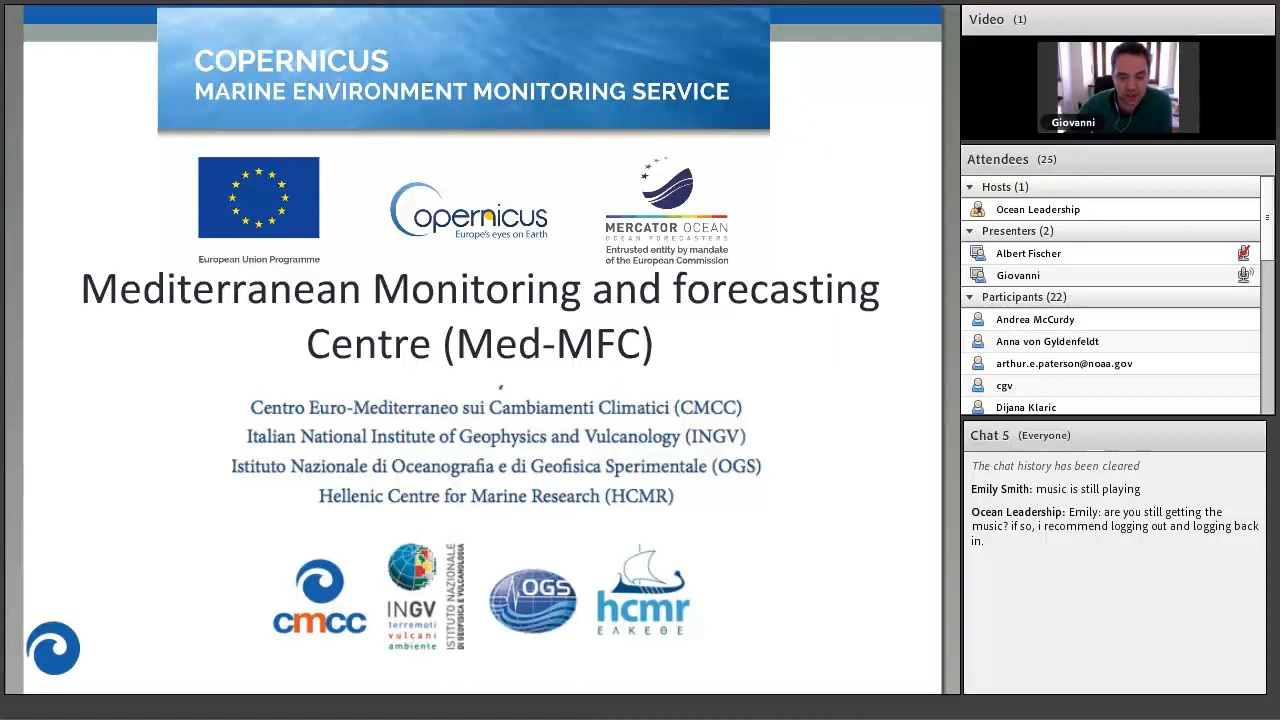 COPERNICUS
MARINE ENVIRONMENT MONITORING SERVICE
European Union Programme
opernicus
Europe's eyes on Earth
MERCATOR OCEAN
OCEAN FORECASTERS
Entrusted entity by mandate
of the European Commission
Mediterranean Monitoring and forecasting
Centre (Med-MFC)
Centro Euro-Mediterraneo sui Cambiamenti Climatici (CMCC)
Italian National Institute of Geophysics and Vulcanology (INGV)
Istituto Nazionale di Oceanografia e di Geofisica Sperimentale (OGS)
Hellenic Centre for Marine Research (HCMR)
cmcc
INGV
terremoti
vulcani
ambiente
ISTITUTO NAZIONALE
DI GEOFISICA E VULCANOLOGIA
OGS
hcmr
ΕΛΚΕΘΕ
Video (1)
Giovanni
Attendees (25)
Hosts (1)
Ocean Leadership
Presenters (2)
Albert Fischer
Giovanni
Participants (22)
Andrea McCurdy
Anna von Gyldenfeldt
arthur.e.paterson@noaa.gov
cgv
Dijana Klaric
Chat 5 (Everyone)
The chat history has been cleared
Emily Smith: music is still playing
Ocean Leadership: Emily: are you still getting the
music? if so, i recommend logging out and logging back
in.